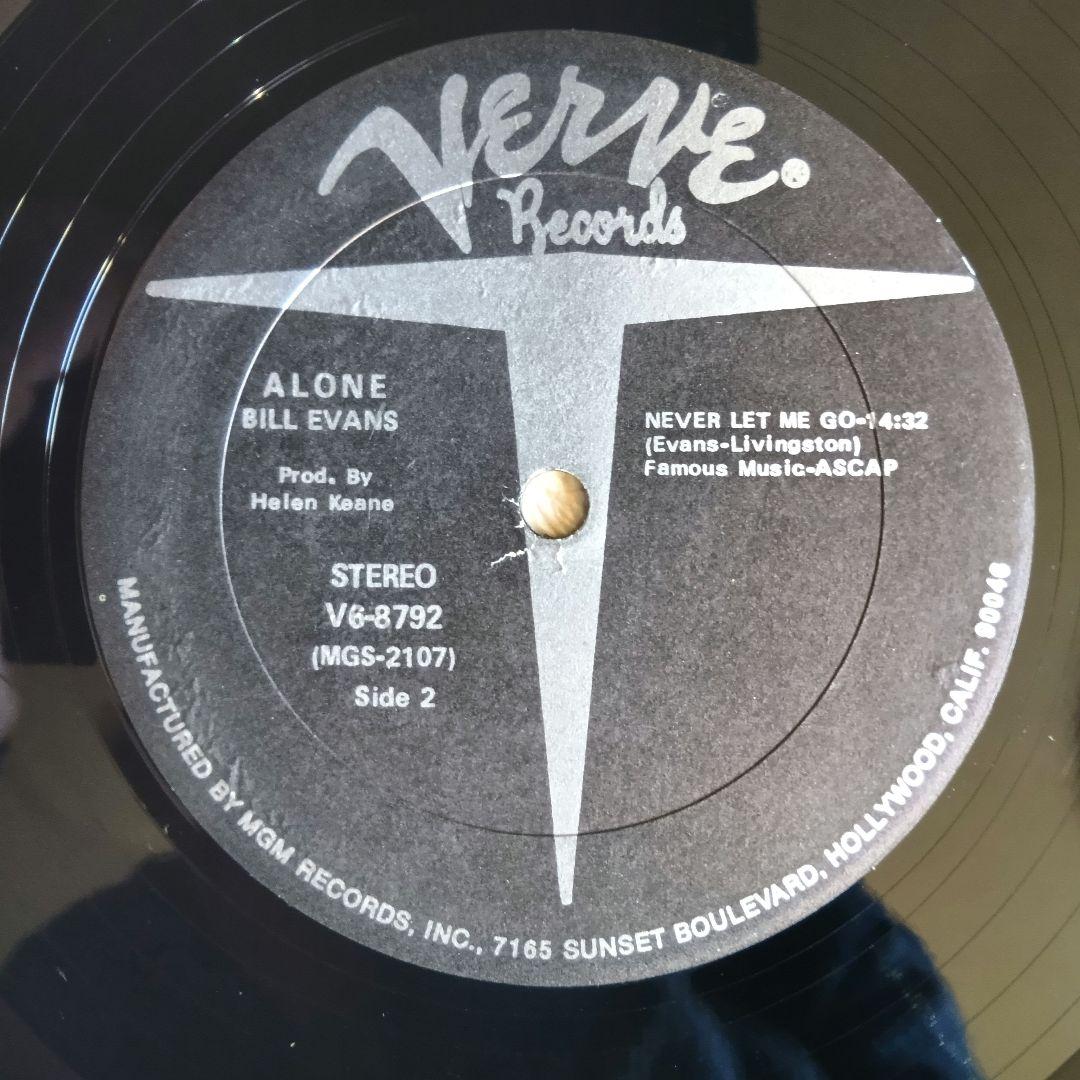 Verve®
Records
ALONE
BILL EVANS
Prod. By
Helen Keane
STEREO
V6-8792
(MGS-2107)
Side 2
NEVER LET ME GO-14:32
(Evans-Livingston)
Famous Music-ASCAP
MANUFACTURED BY MGM RECORDS, INC., 7165 SUNSET BOULEVARD, HOLLYWOOD, CALIF. 90046